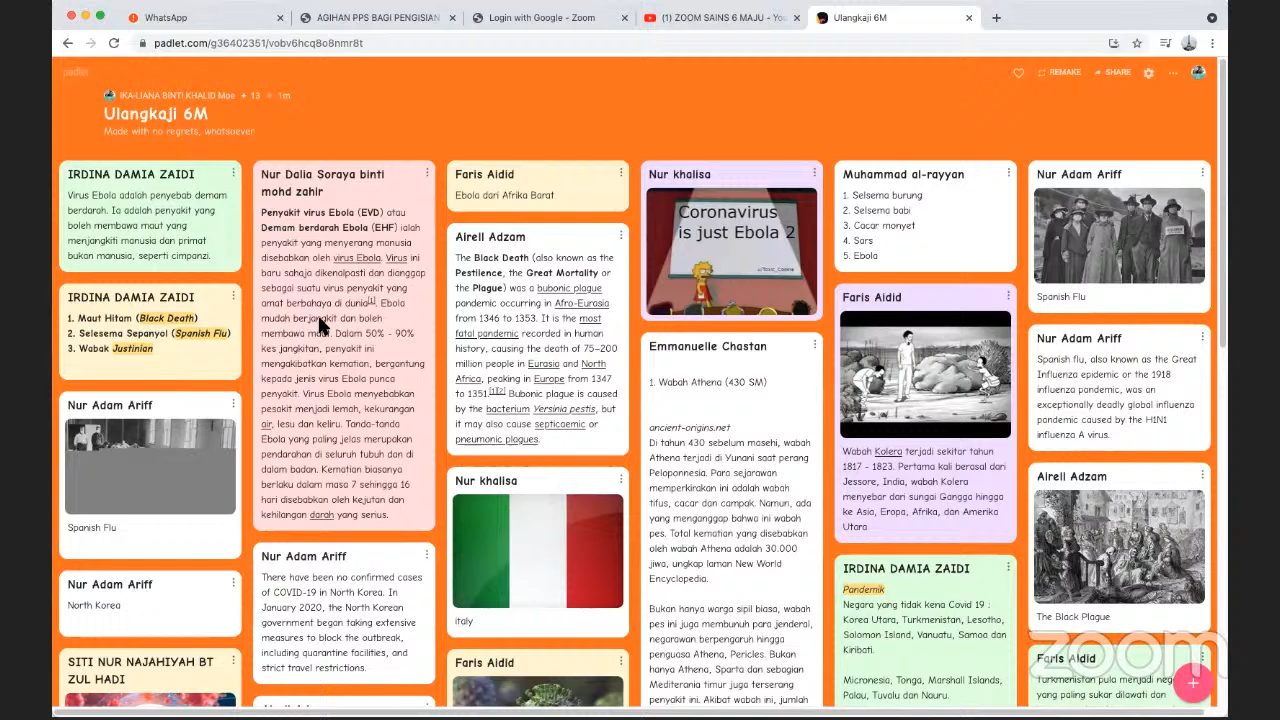 WhatsApp
AGIHAN PPS BAGI PENGISIAN
Login with Google - Zoom
(1) ZOOM SAINS 6 MAJU - You
Ulangkaji 6M
padlet.com/g36402351/vobv6hcq8o8nmr8t
padlet
REMAKE
SHARE
IKA-LIANA BINTI KHALID Moe + 13 1m
Ulangkaji 6M
Made with no regrets, whatsoever
IRDINA DAMIA ZAIDI
Virus Ebola adalah penyebab demam
berdarah. Ia adalah penyakit yang
boleh membawa maut yang
menjangkiti manusia dan primat
bukan manusia, seperti cimpanzi.
IRDINA DAMIA ZAIDI
1. Maut Hitam (Black Death)
2. Selesema Sepanyol (Spanish Flu)
3. Wabak Justinian
Nur Adam Ariff
Spanish Flu
Nur Adam Ariff
North Korea
SITI NUR NAJAHIYAH BT
ZUL HADI
Nur Dalia Soraya binti
mohd zahir
Penyakit virus Ebola (EVD) atau
Demam berdarah Ebola (EHF) ialah
penyakit yang menyerang manusia
disebabkan oleh virus Ebola. Virus ini
baru sahaja dikenalpasti dan dianggap
sebagai suatu virus penyakit yang
amat berbahaya di dunia[1]. Ebola
mudah berjangkit dan boleh
membawa maut. Dalam 50% - 90%
kes jangkitan, penyakit ini
mengakibatkan kematian, bergantung
kepada jenis virus Ebola punca
penyakit. Virus Ebola menyebabkan
pesakit menjadi lemah, kekurangan
air, lesu dan keliru. Tanda-tanda
Ebola yang paling jelas merupakan
pendarahan di seluruh tubuh dan di
dalam badan. Kematian biasanya
berlaku dalam masa 7 sehingga 16
hari disebabkan oleh kejutan dan
kehilangan darah yang serius.
Nur Adam Ariff
There have been no confirmed cases
of COVID-19 in North Korea. In
January 2020, the North Korean
government began taking extensive
measures to block the outbreak,
including quarantine facilities, and
strict travel restrictions.
Faris Aidid
Ebola dari Afrika Barat
Airell Adzam
The Black Death (also known as the
Pestilence, the Great Mortality or
the Plague) was a bubonic plague
pandemic occurring in Afro-Eurasia
from 1346 to 1353. It is the most
fatal pandemic recorded in human
history, causing the death of 75–200
million people in Eurasia and North
Africa, peaking in Europe from 1347
to 1351.[1][2] Bubonic plague is caused
by the bacterium Yersinia pestis, but
it may also cause septicaemic or
pneumonic plagues.
Nur khalisa
italy
Faris Aidid
Nur khalisa
Coronavirus
is just Ebola 2
Emmanuelle Chastan
1. Wabah Athena (430 SM)
ancient-origins.net
Di tahun 430 sebelum masehi, wabah
Athena terjadi di Yunani saat perang
Peloponnesia. Para sejarawan
memperkirakan ini adalah wabah
tifus, cacar dan campak. Namun, ada
yang menganggap bahwa ini wabah
pes. Total kematian yang disebabkan
oleh wabah Athena adalah 30.000
jiwa, ungkap laman New World
Encyclopedia.
Bukan hanya warga sipil biasa, wabah
pes ini juga membunuh para jenderal,
negarawan berpengaruh hingga
penguasa Athena, Pericles. Bukan
hanya Athena, Sparta dan sebagian
Mediterania timur juga terserang
penyakit ini. Akibat wabah ini, jumlah
Muhammad al-rayyan
1. Selsema burung
2. Selsema babi
3. Cacar monyet
4. Sars
5. Ebola
Faris Aidid
Wabah Kolera terjadi sekitar tahun
1817 - 1823. Pertama kali berasal dari
Jessore, India, wabah Kolera
menyebar dari sungai Gangga hingga
ke Asia, Eropa, Afrika, dan Amerika
Utara
IRDINA DAMIA ZAIDI
Pandemik
Negara yang tidak kena Covid 19 :
Korea Utara, Turkmenistan, Lesotho,
Solomon Island, Vanuatu, Samoa dan
Kiribati.
Micronesia, Tonga, Marshall Islands,
Palau, Tuvalu dan Nauru.
Nur Adam Ariff
Spanish Flu
Nur Adam Ariff
Spanish flu, also known as the Great
Influenza epidemic or the 1918
influenza pandemic, was an
exceptionally deadly global influenza
pandemic caused by the H1N1
influenza A virus.
Airell Adzam
The Black Plague
Faris Aidid
Turkmenistan pula menjadi
yang paling sukar dilawati dan
zoom